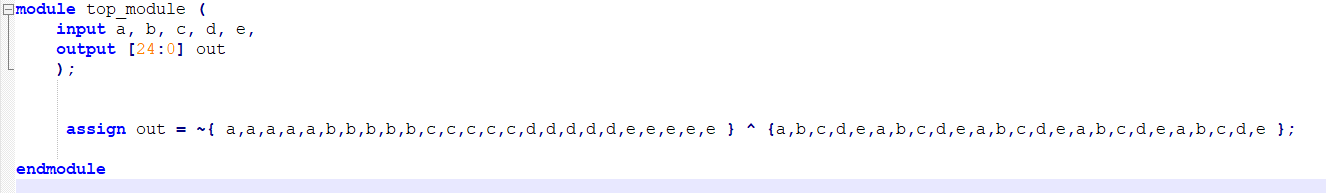 module top_module (
input a, b, c, d, e,
output [24:0] out
);
assign out = ~{ a,a,a,a,a,b,b,b,b,b,c,c,c,c,c,d,d,d,d,d,e,e,e,e,e } ^ {a,b,c,d,e,a,b,c,d,e,a,b,c,d,e,a,b,c,d,e,a,b,c,d,e };
endmodule